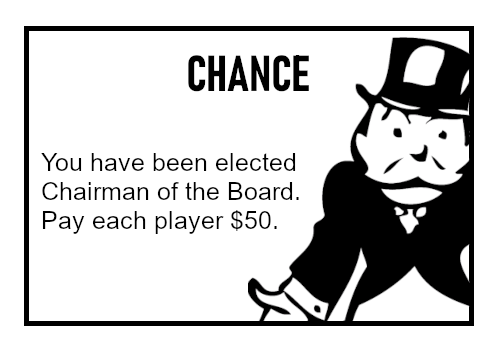 CHANCE
You have been elected
Chairman of the Board.
Pay each player $50.